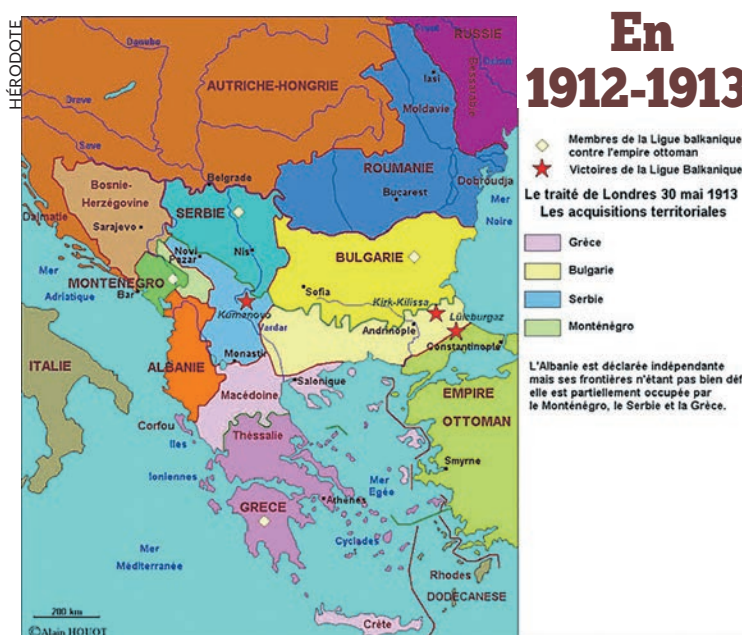 HÉRODOTE
En
1912-1913
Membres de la Ligue balkanique
contre l'empire ottoman
Victoires de la Ligue Balkanique
Le traité de Londres 30 mai 1913
Les acquisitions territoriales
Grèce
Bulgarie
Serbie
Monténégro
L'Albanie est déclarée indépendante
mais ses frontières n'étant pas bien déf
elle est partiellement occupée par
le Monténégro, le Serbie et la Grèce.
RUSSIE
Danube
AUTRICHE-HONGRIE
Iasi
Moldavie
Drave
Save
ROUMANIE
Belgrade
Dobroudja
Bosnie-
Herzégovine
Bucarest
Mer
Noire
Dalmatie
SERBIE
Sarajevo
Nis
BULGARIE
Novi
Pazar
Mer
Adriatique
MONTÉNÉGRO
Bar
Sofia
Kirk-Kilissa
Lüleburgaz
Kumanovo
Vardar
Andrinople
Constantinople
ITALIE
ALBANIE
Monastir
Salonique
Macédoine
EMPIRE
OTTOMAN
Corfou
Iles
Ioniennes
Théssalie
Mer
Egée
Smyrne
Athènes
GRECE
Cyclades
Mer
Méditerranée
Rhodes
DODECANESE
200 km
Crète
©Alain HOUOT